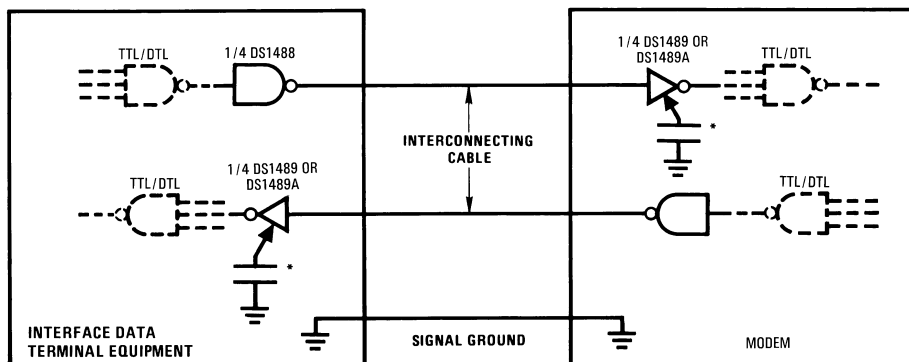 TTL/DTL
1/4 DS1488
1/4 DS1489 OR
DS1489A
TTL/DTL
*
INTERCONNECTING
CABLE
TTL/DTL
1/4 DS1489 OR
DS1489A
*
TTL/DTL
INTERFACE DATA
TERMINAL EQUIPMENT
SIGNAL GROUND
MODEM